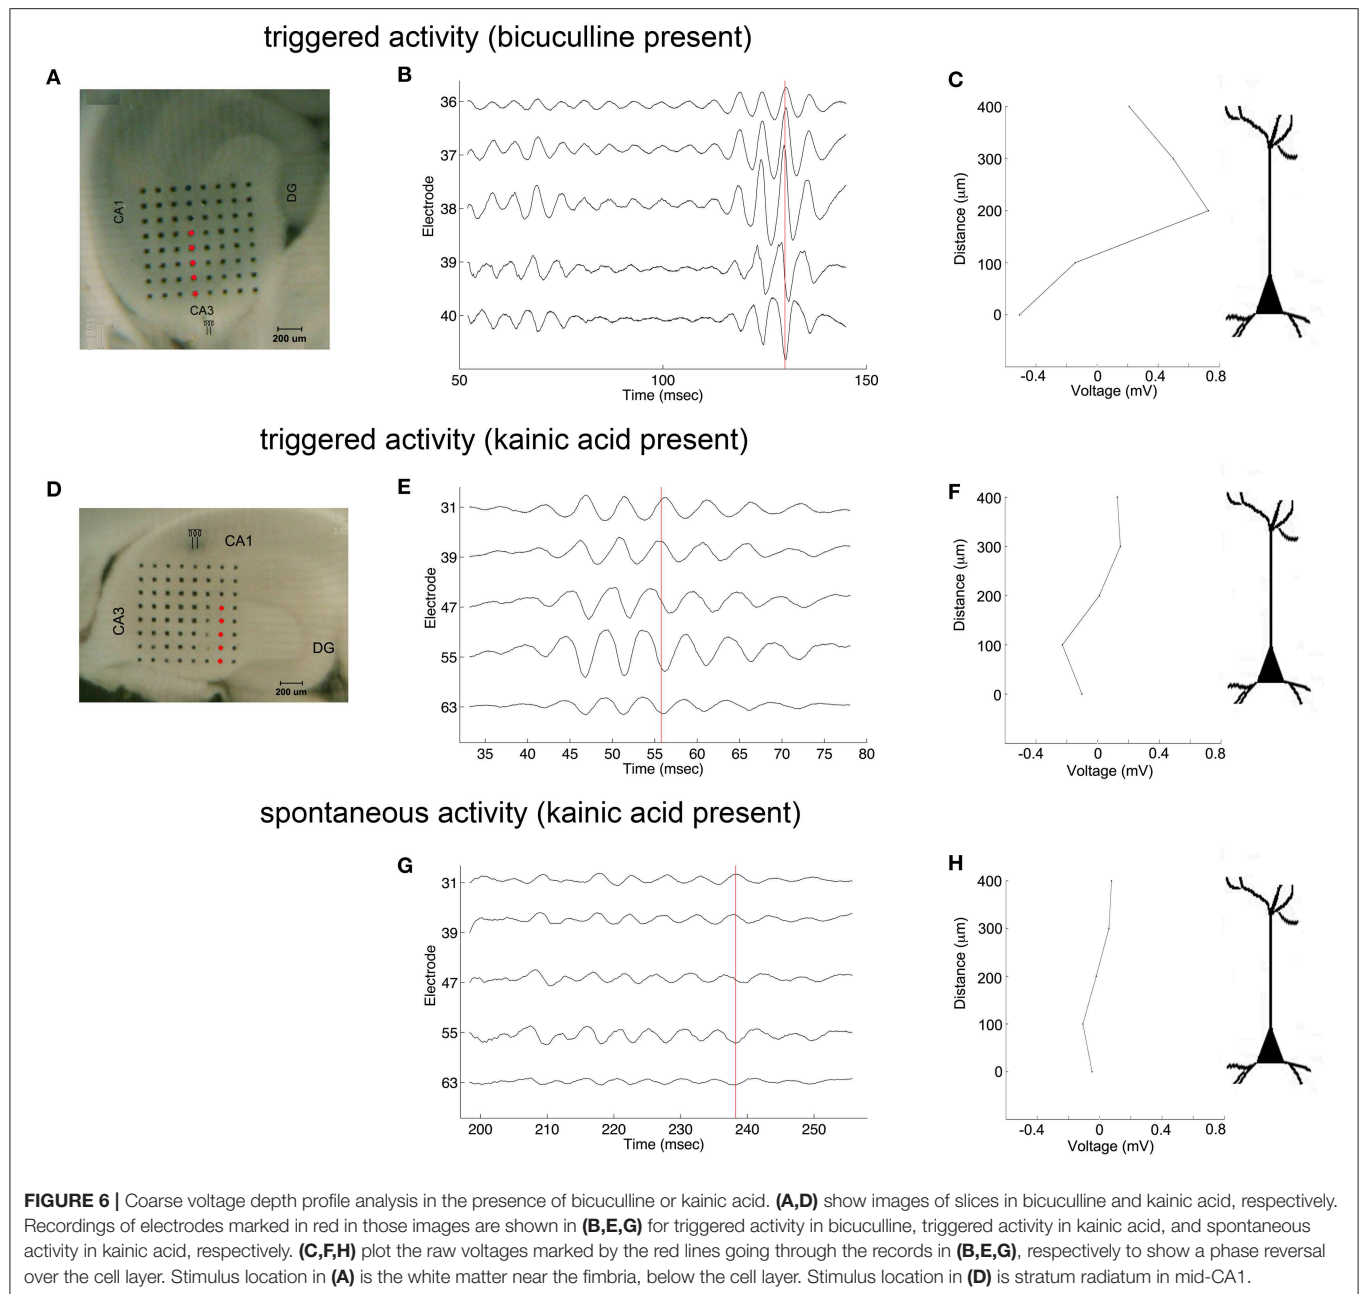 triggered activity (bicuculline present)
A
CA1
DG
CA3
200 um
B
36
37
38
39
40
Electrode
50 100 150
Time (msec)
C
400
300
200
100
0
Distance (μm)
-0.4 0 0.4 0.8
Voltage (mV)
triggered activity (kainic acid present)
D
CA1
CA3
DG
200 um
E
31
39
47
55
63
Electrode
35 40 45 50 55 60 65 70 75 80
Time (msec)
F
400
300
200
100
0
Distance (μm)
-0.4 0 0.4 0.8
Voltage (mV)
spontaneous activity (kainic acid present)
G
31
39
47
55
63
Electrode
200 210 220 230 240 250
Time (msec)
H
400
300
200
100
0
Distance (μm)
-0.4 0 0.4 0.8
Voltage (mV)
FIGURE 6 | Coarse voltage depth profile analysis in the presence of bicuculline or kainic acid. (A,D) show images of slices in bicuculline and kainic acid, respectively.
Recordings of electrodes marked in red in those images are shown in (B,E,G) for triggered activity in bicuculline, triggered activity in kainic acid, and spontaneous
activity in kainic acid, respectively. (C,F,H) plot the raw voltages marked by the red lines going through the records in (B,E,G), respectively to show a phase reversal
over the cell layer. Stimulus location in (A) is the white matter near the fimbria, below the cell layer. Stimulus location in (D) is stratum radiatum in mid-CA1.